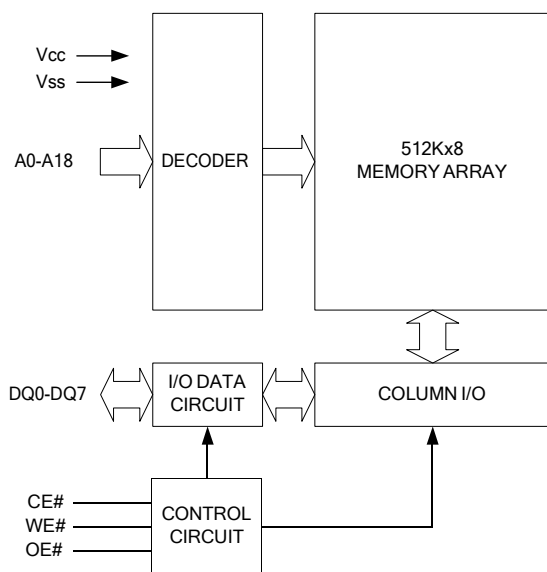 Vcc
Vss
A0-A18
DECODER
512Kx8
MEMORY ARRAY
DQ0-DQ7
I/O DATA
CIRCUIT
COLUMN I/O
CE#
WE#
OE#
CONTROL
CIRCUIT